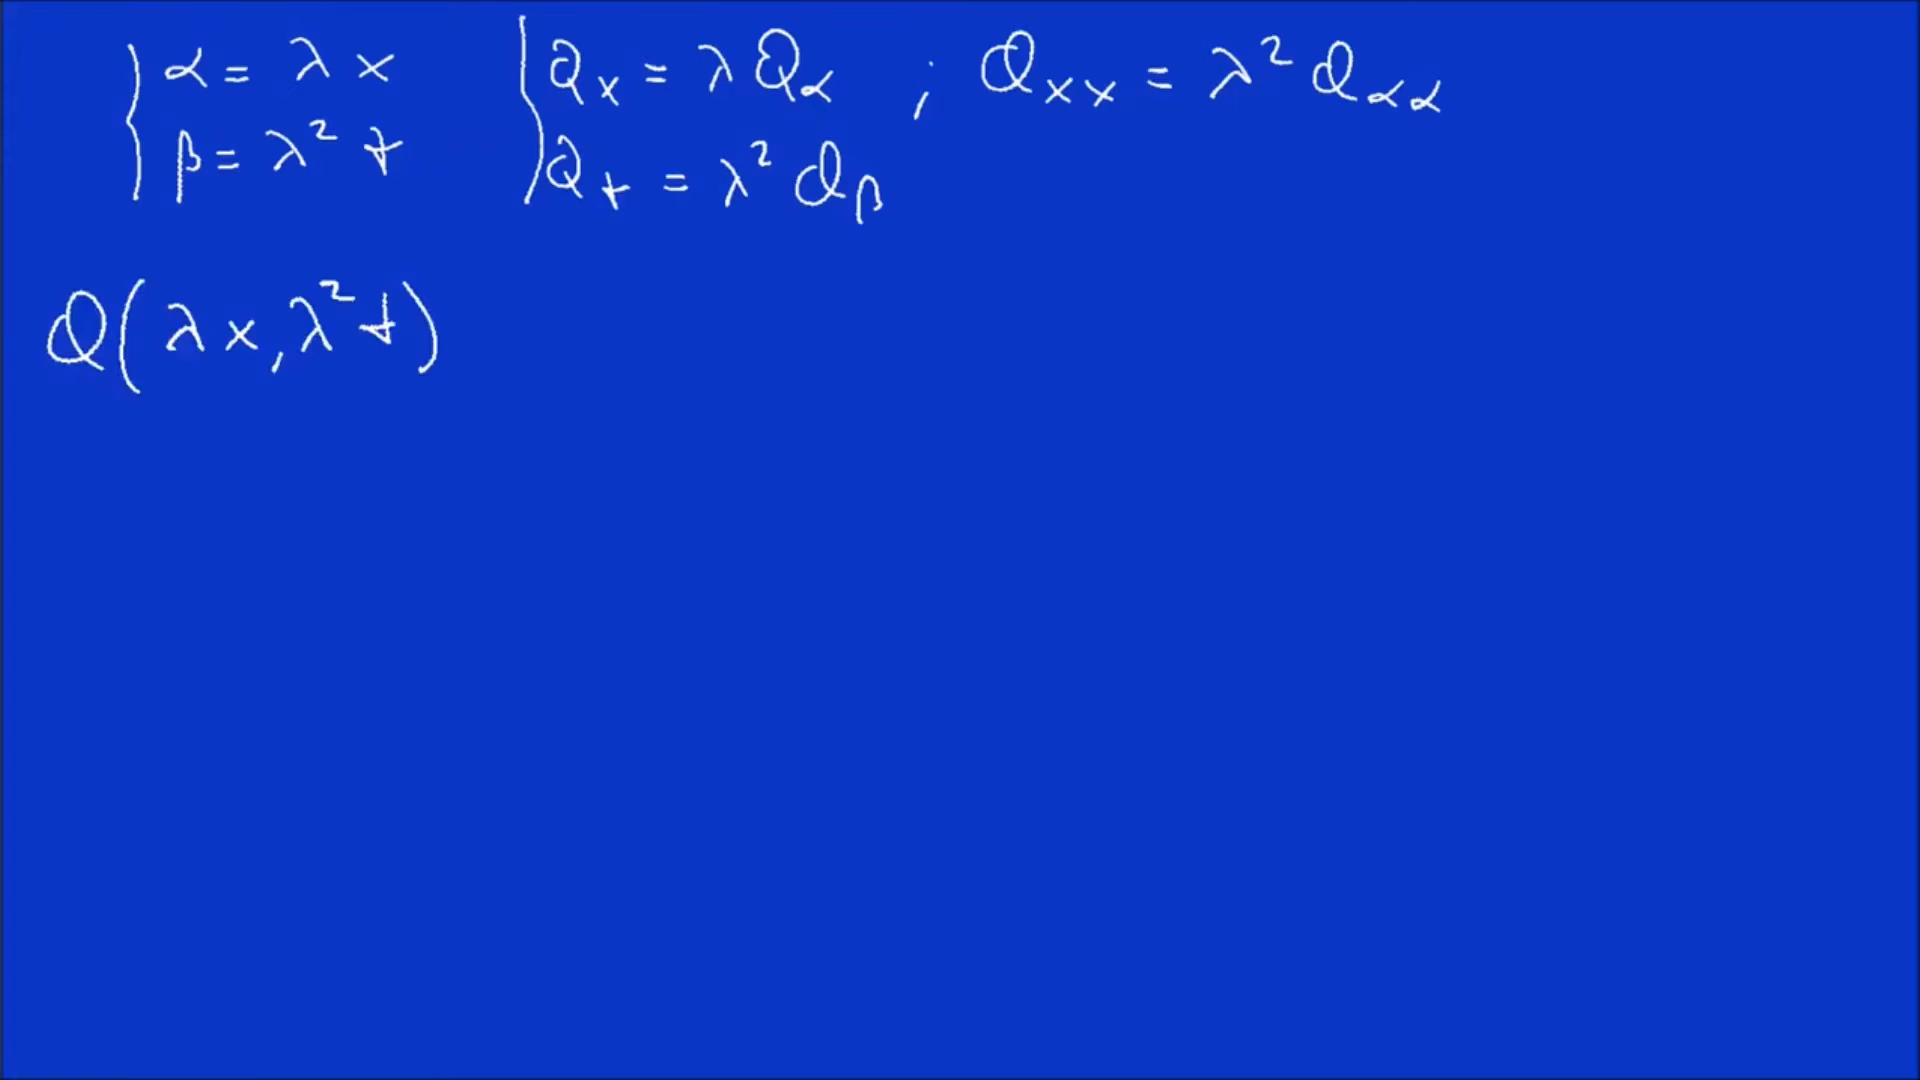 α = λ x   Q_x = λ Q_α ; Q_xx = λ² Q_αα
β = λ² t   Q_t = λ² Q_β
Q(λx, λ²t)